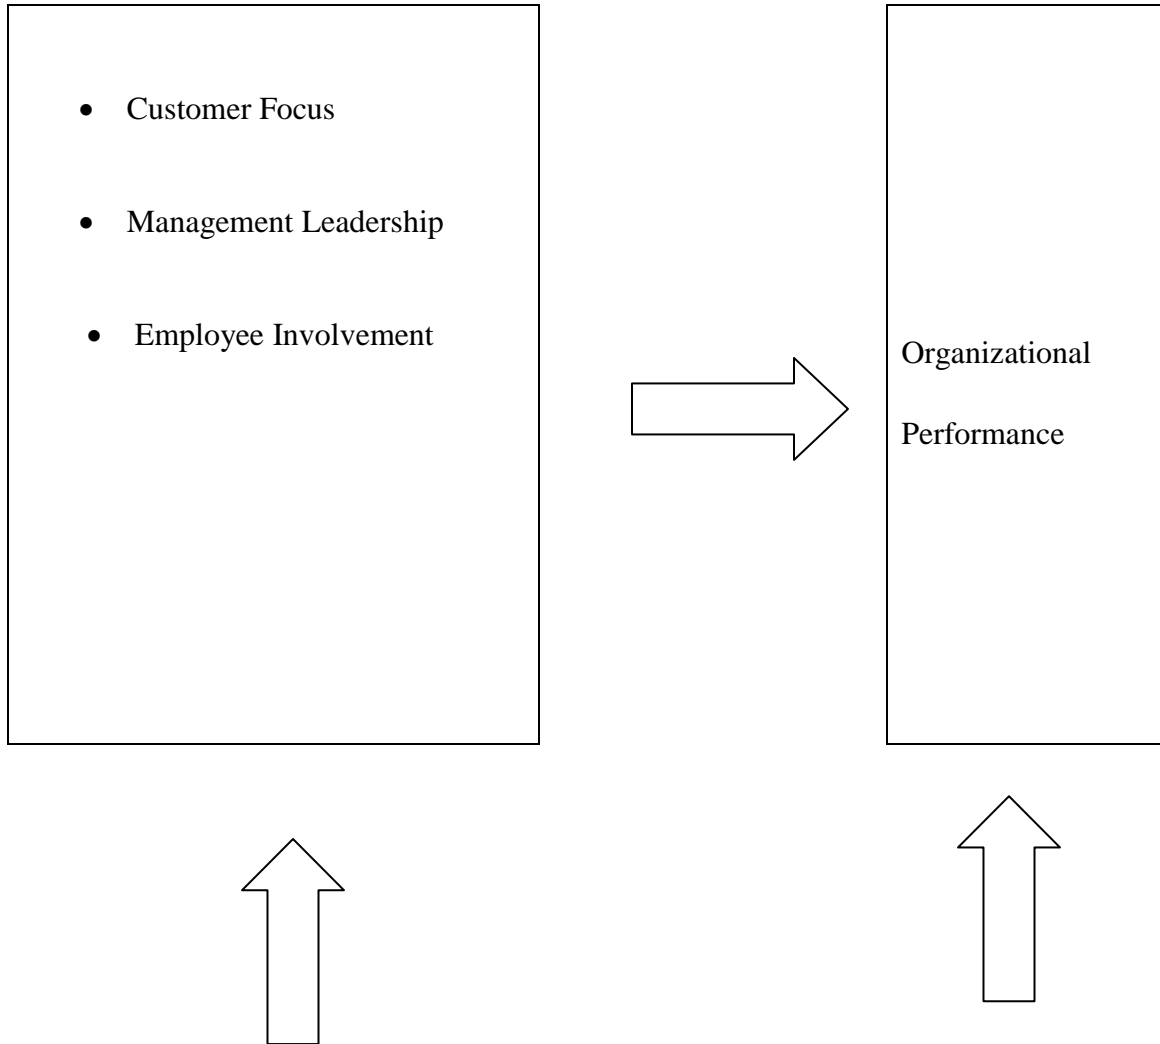 • Customer Focus
• Management Leadership
• Employee Involvement
Organizational
Performance